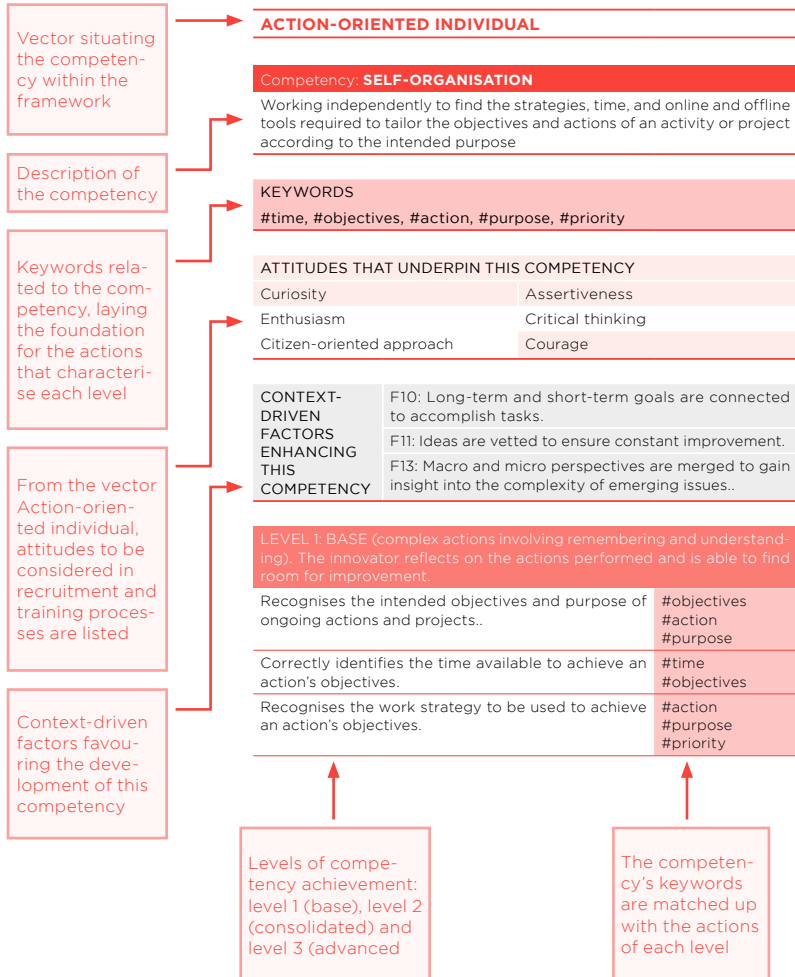 Vector situating
the competen-
cy within the
framework
Description of
the competency
Keywords rela-
ted to the com-
petency, laying
the foundation
for the actions
that characteri-
se each level
From the vector
Action-orien-
ted individual,
attitudes to be
considered in
recruitment and
training proces-
ses are listed
Context-driven
factors favou-
ring the deve-
lopment of this
competency
ACTION-ORIENTED INDIVIDUAL
Competency: SELF-ORGANISATION
Working independently to find the strategies, time, and online and offline
tools required to tailor the objectives and actions of an activity or project
according to the intended purpose
KEYWORDS
#time, #objectives, #action, #purpose, #priority
ATTITUDES THAT UNDERPIN THIS COMPETENCY
Curiosity Assertiveness
Enthusiasm Critical thinking
Citizen-oriented approach Courage
CONTEXT-
DRIVEN
FACTORS
ENHANCING
THIS
COMPETENCY
F10: Long-term and short-term goals are connected
to accomplish tasks.
F11: Ideas are vetted to ensure constant improvement.
F13: Macro and micro perspectives are merged to gain
insight into the complexity of emerging issues..
LEVEL 1: BASE (complex actions involving remembering and understand-
ing). The innovator reflects on the actions performed and is able to find
room for improvement.
Recognises the intended objectives and purpose of
ongoing actions and projects..
#objectives
#action
#purpose
Correctly identifies the time available to achieve an
action's objectives.
#time
#objectives
Recognises the work strategy to be used to achieve
an action's objectives.
#action
#purpose
#priority
Levels of compe-
tency achievement:
level 1 (base), level 2
(consolidated) and
level 3 (advanced
The competen-
cy's keywords
are matched up
with the actions
of each level